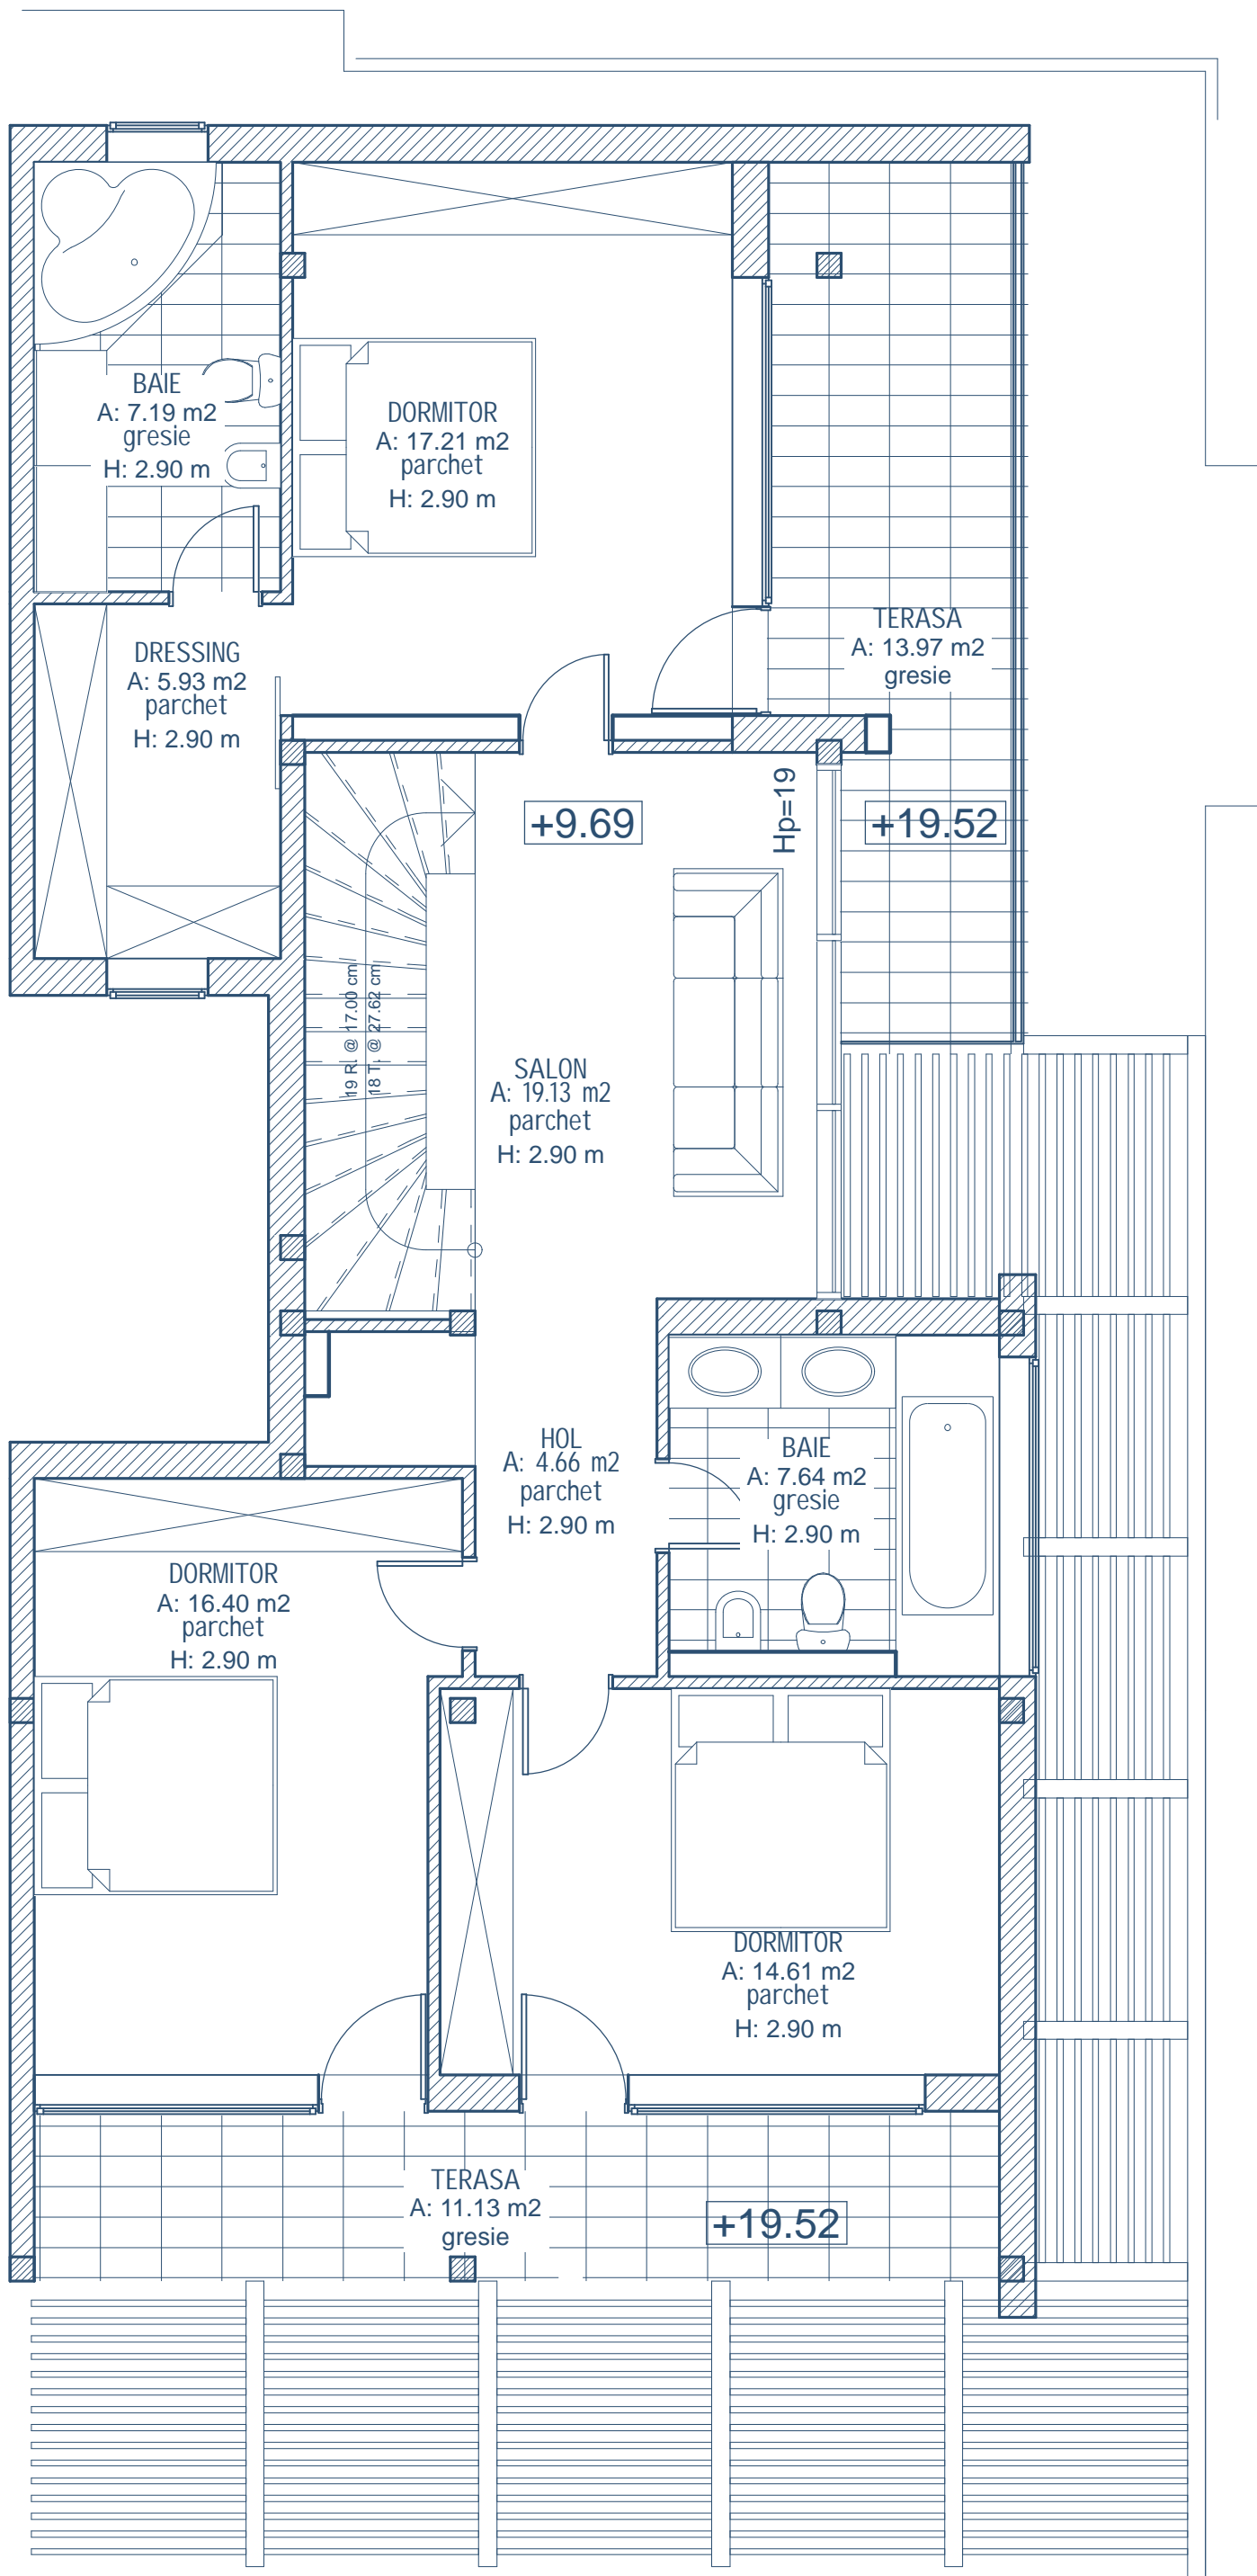 BAIE
A: 7.19 m2
gresie
H: 2.90 m
DORMITOR
A: 17.21 m2
parchet
H: 2.90 m
TERASA
A: 13.97 m2
gresie
DRESSING
A: 5.93 m2
parchet
H: 2.90 m
+9.69
Hp=19
+19.52
19 R. @ 17.00 cm
18 T. @ 27.62 cm
SALON
A: 19.13 m2
parchet
H: 2.90 m
HOL
A: 4.66 m2
parchet
H: 2.90 m
BAIE
A: 7.64 m2
gresie
H: 2.90 m
DORMITOR
A: 16.40 m2
parchet
H: 2.90 m
DORMITOR
A: 14.61 m2
parchet
H: 2.90 m
TERASA
A: 11.13 m2
gresie
+19.52